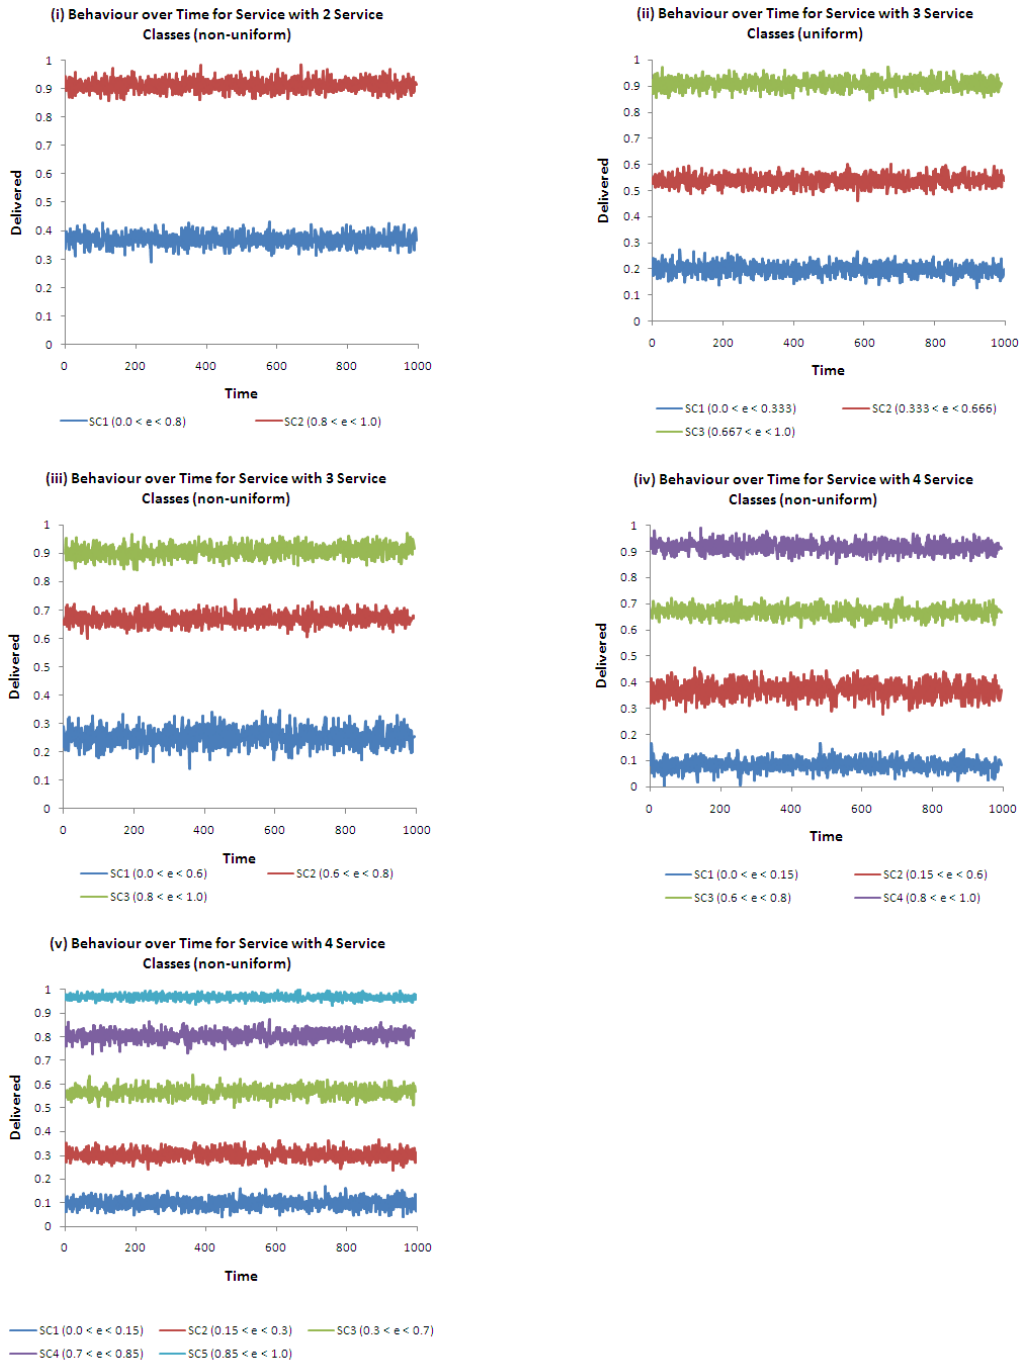 (i) Behaviour over Time for Service with 2 Service
Classes (non-uniform)
1
0.9
0.8
0.7
0.6
0.5
0.4
0.3
0.2
0.1
0
Delivered
0 200 400 600 800 1000
Time
SC1 (0.0 < e < 0.8) SC2 (0.8 < e < 1.0)
(ii) Behaviour over Time for Service with 3 Service
Classes (uniform)
1
0.9
0.8
0.7
0.6
0.5
0.4
0.3
0.2
0.1
0
Delivered
0 200 400 600 800 1000
Time
SC1 (0.0 < e < 0.333) SC2 (0.333 < e < 0.666)
SC3 (0.667 < e < 1.0)
(iii) Behaviour over Time for Service with 3 Service
Classes (non-uniform)
1
0.9
0.8
0.7
0.6
0.5
0.4
0.3
0.2
0.1
0
Delivered
0 200 400 600 800 1000
Time
SC1 (0.0 < e < 0.6) SC2 (0.6 < e < 0.8)
SC3 (0.8 < e < 1.0)
(iv) Behaviour over Time for Service with 4 Service
Classes (non-uniform)
1
0.9
0.8
0.7
0.6
0.5
0.4
0.3
0.2
0.1
0
Delivered
0 200 400 600 800 1000
Time
SC1 (0.0 < e < 0.15) SC2 (0.15 < e < 0.6)
SC3 (0.6 < e < 0.8) SC4 (0.8 < e < 1.0)
(v) Behaviour over Time for Service with 4 Service
Classes (non-uniform)
1
0.9
0.8
0.7
0.6
0.5
0.4
0.3
0.2
0.1
0
Delivered
0 200 400 600 800 1000
Time
SC1 (0.0 < e < 0.15) SC2 (0.15 < e < 0.3) SC3 (0.3 < e < 0.7)
SC4 (0.7 < e < 0.85) SC5 (0.85 < e < 1.0)